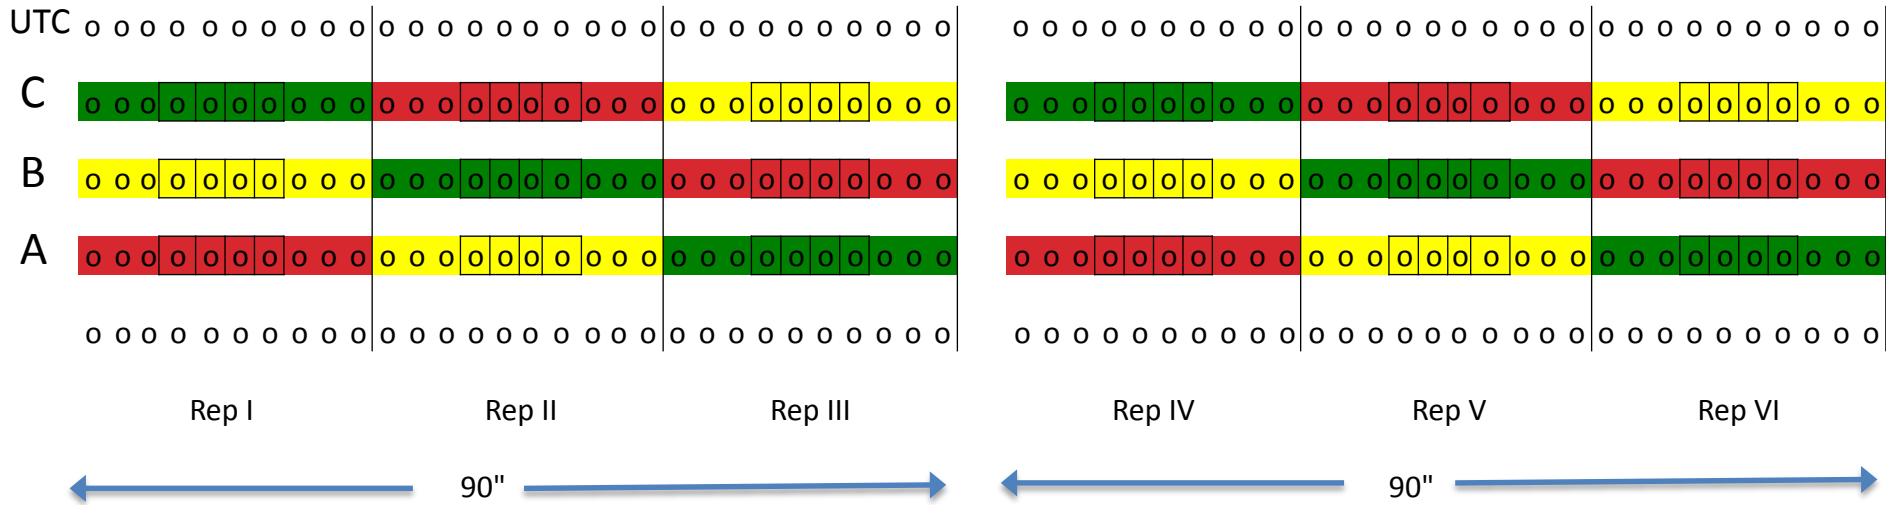 UTC o o o o o o o o o o o o o o o o o o o o o o o o o o o o o o o o o o o o o o o o o o o o o o o o o o o o o o o o o o o o
C o o o o o o o o o o o o o o o o o o o o o o o o o o o o o o o o o o o o o o o o o o o o o o o o o o o o o o o o o o o o
B o o o o o o o o o o o o o o o o o o o o o o o o o o o o o o o o o o o o o o o o o o o o o o o o o o o o o o o o o o o o
A o o o o o o o o o o o o o o o o o o o o o o o o o o o o o o o o o o o o o o o o o o o o o o o o o o o o o o o o o o o o
o o o o o o o o o o o o o o o o o o o o o o o o o o o o o o o o o o o o o o o o o o o o o o o o o o o o o o o o o o o o
Rep I Rep II Rep III Rep IV Rep V Rep VI
90" 90"